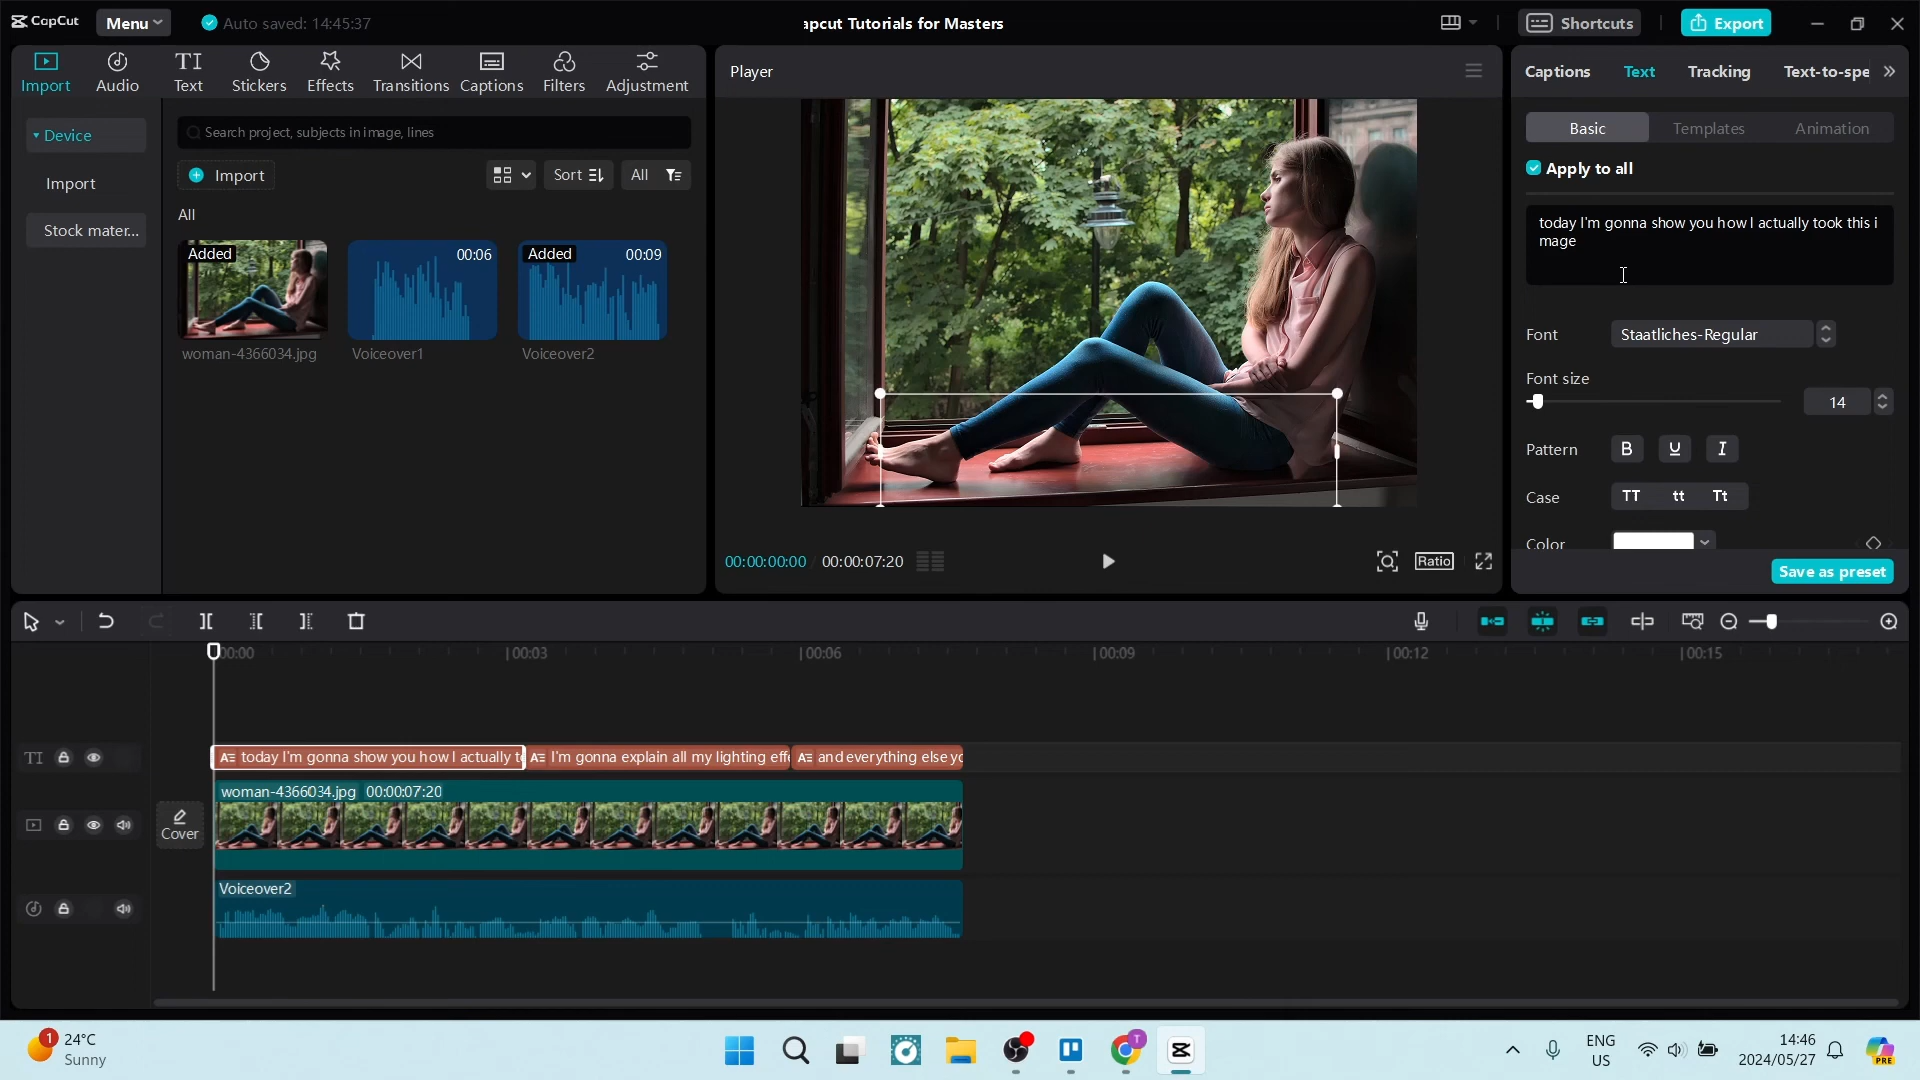 CapCut
Menu
Auto saved: 14:45:37
apcut Tutorials for Masters
Shortcuts
Export
Import
Audio
TI
Text
Stickers
Effects
Transitions
Captions
Filters
Adjustment
Device
Import
Stock mater...
Search project, subjects in image, lines
Import
Sort
All
All
Added
00:06
Added
00:09
woman-4366034.jpg
Voiceover1
Voiceover2
Player
00:00:00:00 / 00:00:07:20
Ratio
Captions
Text
Tracking
Text-to-spe
Basic
Templates
Animation
Apply to all
today I'm gonna show you how I actually took this i
mage
Font
Staatliches-Regular
Font size
14
Pattern
B U I
Case
TT tt Tt
Color
Save as preset
00:00
00:03
00:06
00:09
00:12
00:15
TI
A today I'm gonna show you how I actually t
A I'm gonna explain all my lighting effe
A and everything else yo
woman-4366034.jpg 00:00:07:20
Cover
Voiceover2
1
24°C
Sunny
T
ENG
US
14:46
2024/05/27
PRE